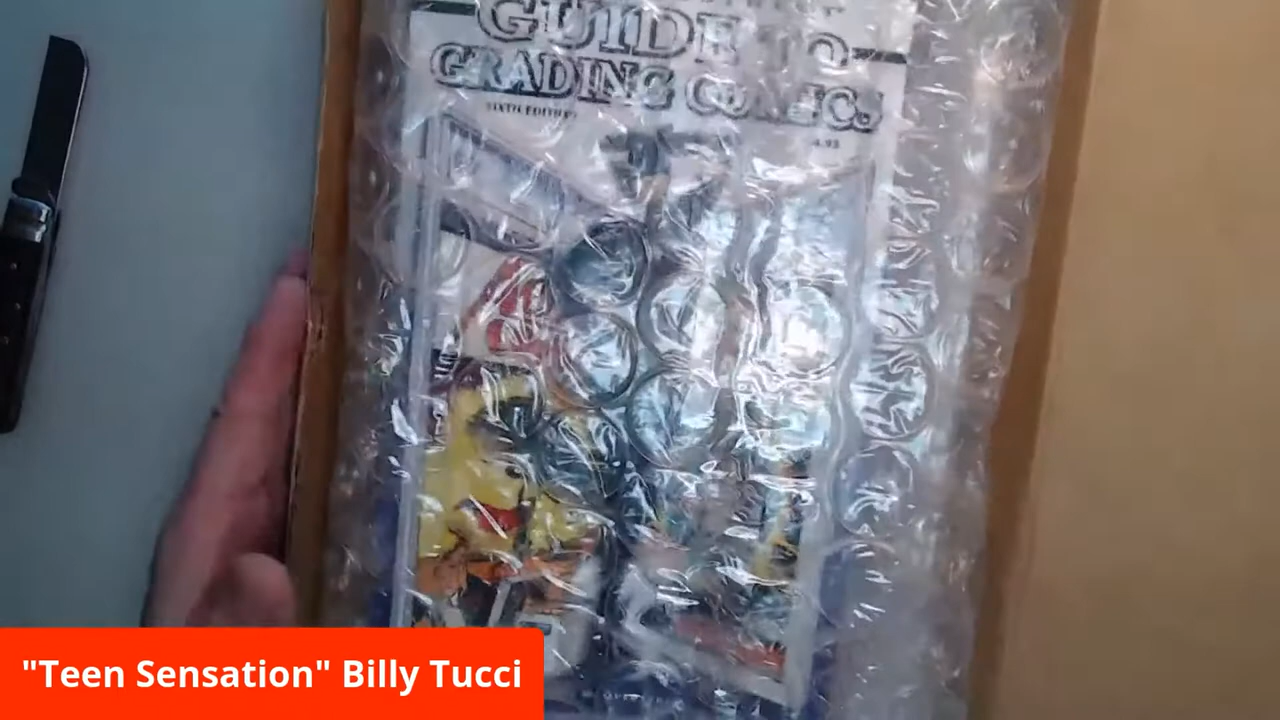 GUIDE TO
GRADING COMICS
SIXTH EDITION
"Teen Sensation" Billy Tucci